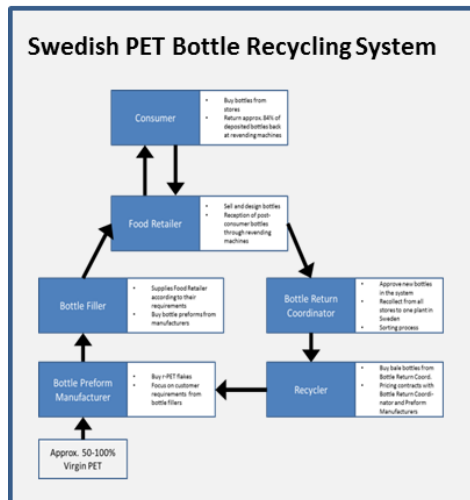 Swedish PET Bottle Recycling System
Consumer
• Buy bottles from
stores
• Return approx. 84% of
deposited bottles back
at revending machines
Food Retailer
• Sell and design bottles
• Reception of post-
consumer bottles
through revending
machines
Bottle Filler
• Supplies Food Retailer
according to their
requirements
• Buy bottle preforms from
manufacturers
Bottle Return
Coordinator
• Approve new bottles
in the system
• Recollect from all
stores to one plant in
Sweden
• Sorting process
Bottle Preform
Manufacturer
• Buy r-PET flakes
• Focus on customer
requirements from
bottle fillers
Recycler
• Buy bale bottles from
Bottle Return Coord.
• Pricing contracts with
Bottle Return Coordi-
nator and Preform
Manufacturers
Approx. 50-100%
Virgin PET